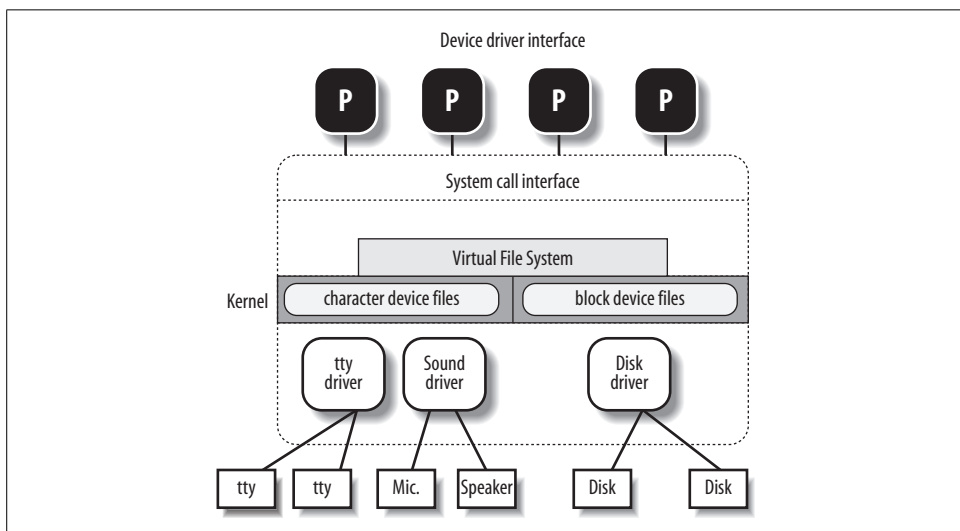 Device driver interface
P P P P
System call interface
Virtual File System
Kernel
character device files
block device files
tty
driver
Sound
driver
Disk
driver
tty
tty
Mic.
Speaker
Disk
Disk